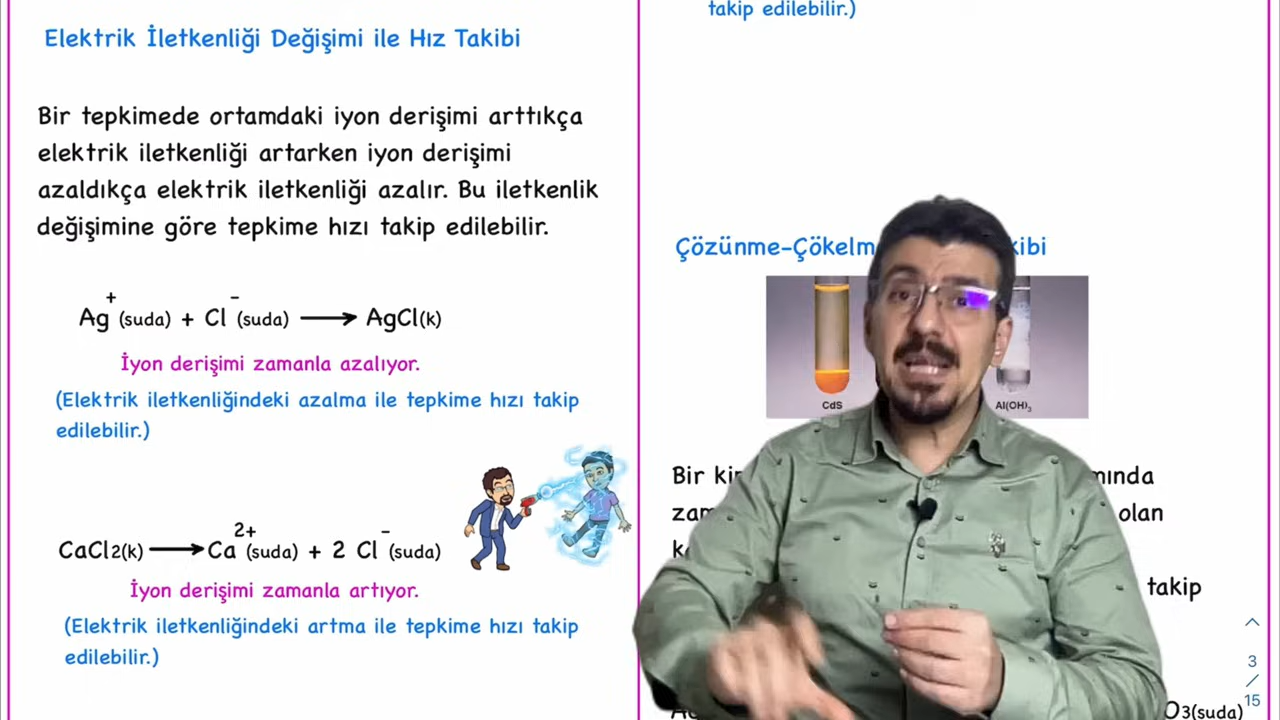 Elektrik İletkenliği Değişimi ile Hız Takibi
Bir tepkimede ortamdaki iyon derişimi arttıkça
elektrik iletkenliği artarken iyon derişimi
azaldıkça elektrik iletkenliği azalır. Bu iletkenlik
değişimine göre tepkime hızı takip edilebilir.
Ag⁺(suda) + Cl⁻(suda) ⟶ AgCl(k)
İyon derişimi zamanla azalıyor.
(Elektrik iletkenliğindeki azalma ile tepkime hızı takip
edilebilir.)
CaCl₂(k) ⟶ Ca²⁺(suda) + 2 Cl⁻(suda)
İyon derişimi zamanla artıyor.
(Elektrik iletkenliğindeki artma ile tepkime hızı takip
edilebilir.)
takip edilebilir.)
Çözünme-Çökelm
CdS
Al(OH)₃
Bir
olan
takip
O₃(suda)
3
/
15